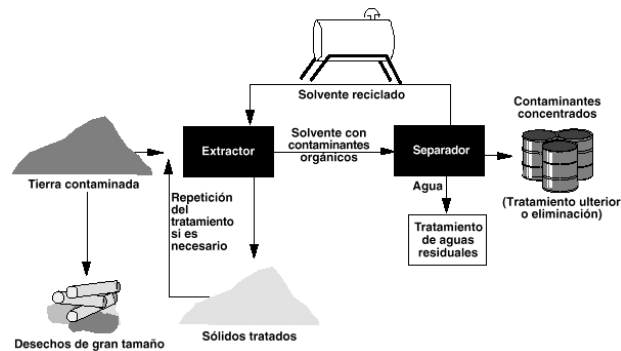 Solvente reciclado
Contaminantes
concentrados
Extractor
Solvente con
contaminantes
orgánicos
Separador
Tierra contaminada
Repetición
del
tratamiento
si es
necesario
Agua
(Tratamiento ulterior
o eliminación)
Tratamiento
de aguas
residuales
Desechos de gran tamaño
Sólidos tratados